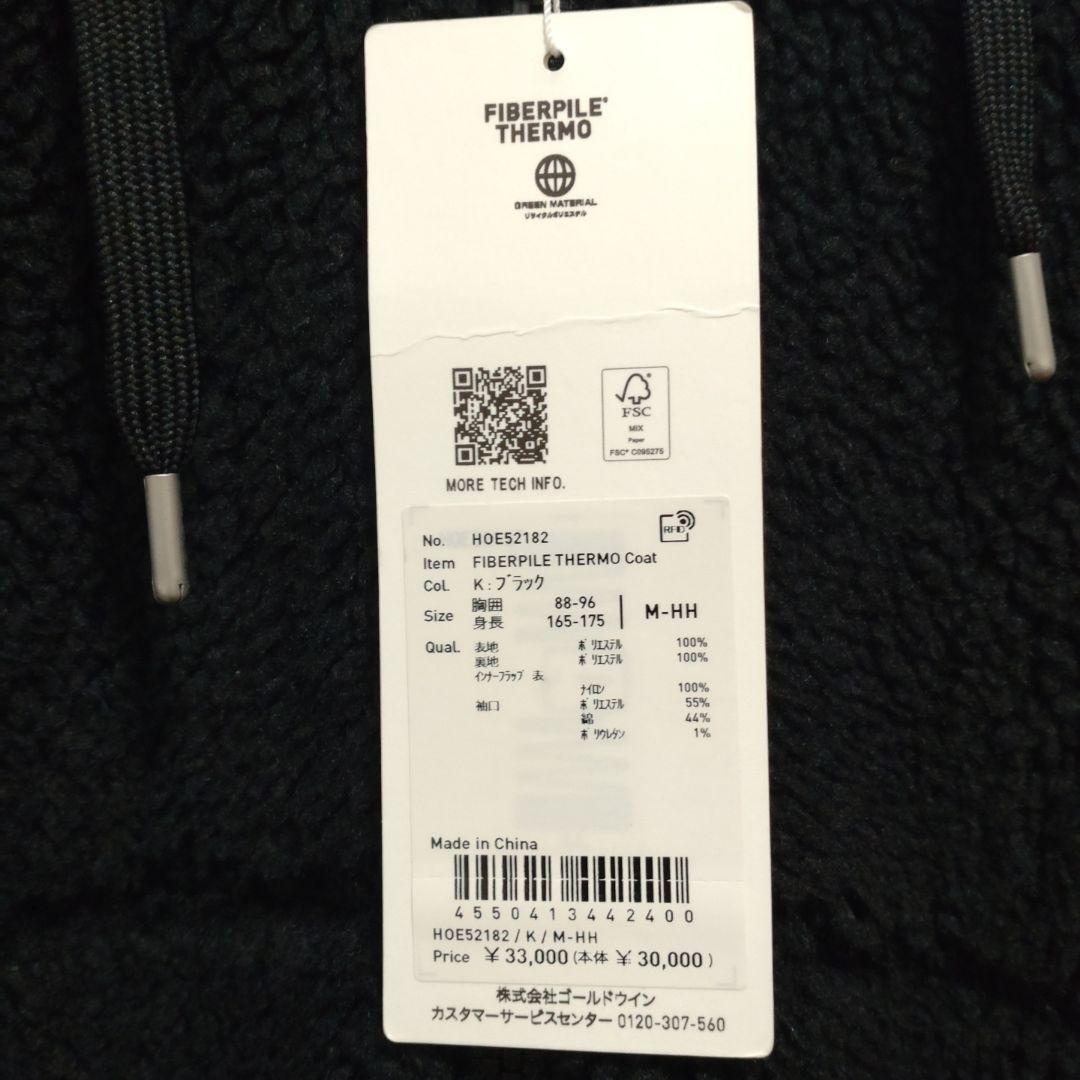 FIBERPILE®
THERMO
GREEN MATERIAL
リサイクルポリエステル
FSC
MIX
Paper
FSC® C095275
MORE TECH INFO.
RFID
No. HOE52182
Item FIBERPILE THERMO Coat
Col. K : ブラック
Size 胸囲 88-96 M-HH
身長 165-175
Qual. 表地 ポリエステル 100%
裏地 ポリエステル 100%
インナーフラップ 表
ナイロン 100%
袖口 ポリエステル 55%
綿 44%
ポリウレタン 1%
Made in China
4550413442400
HOE52182 / K / M-HH
Price ¥ 33,000 (本体 ¥ 30,000 )
株式会社ゴールドウイン
カスタマーサービスセンター 0120-307-560